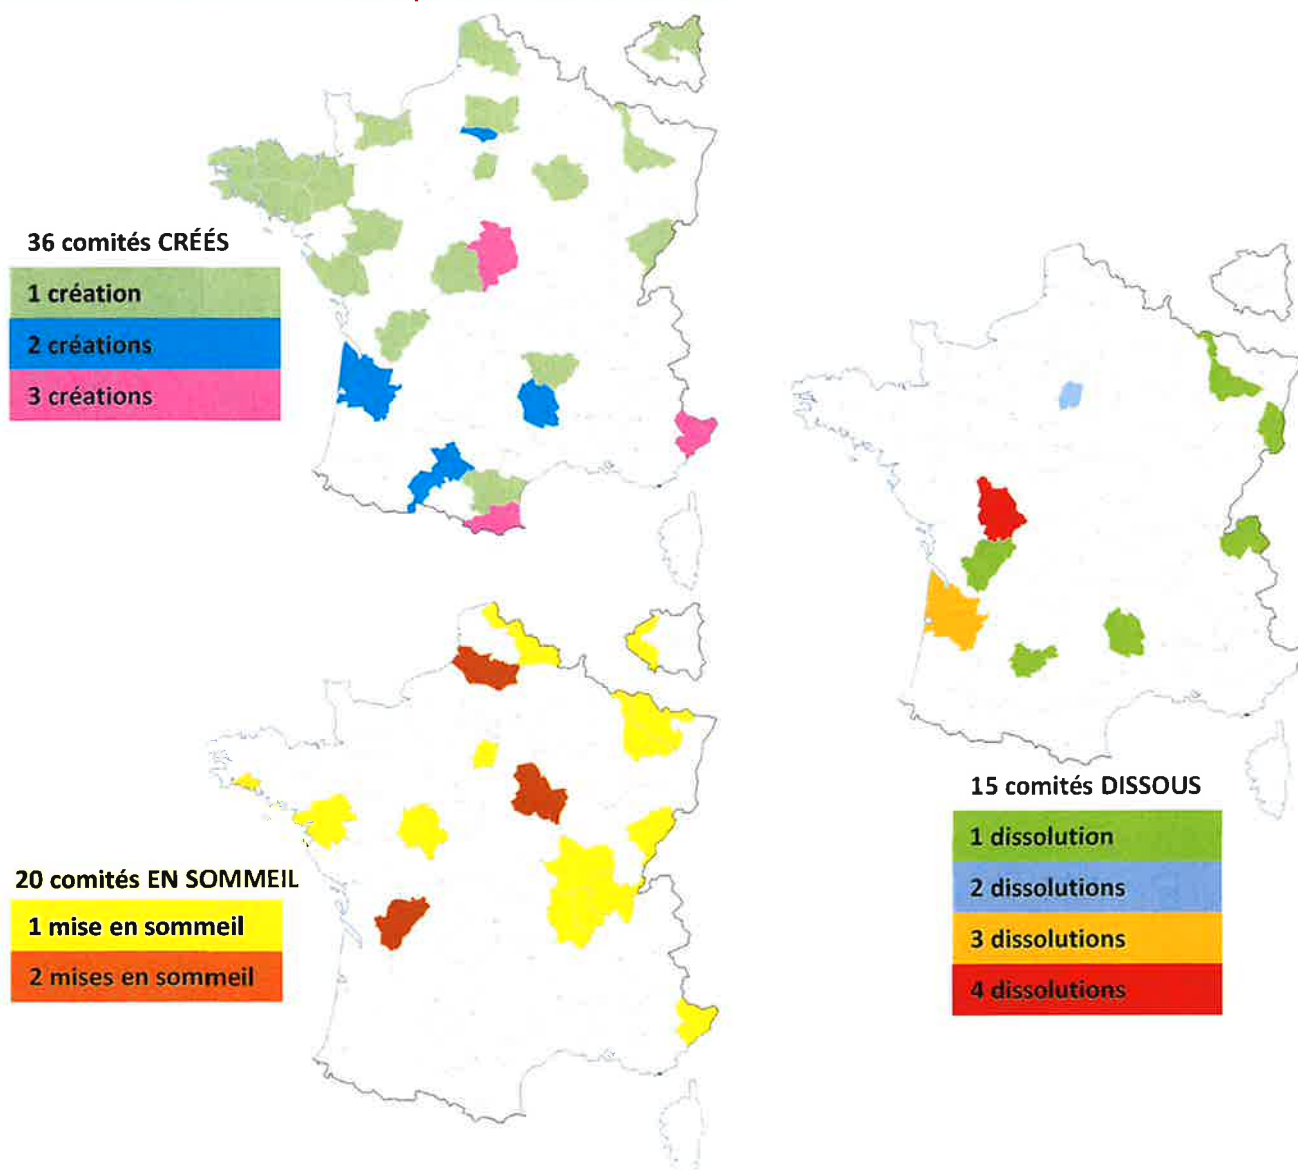 36 comités CRÉÉS
1 création
2 créations
3 créations
20 comités EN SOMMEIL
1 mise en sommeil
2 mises en sommeil
15 comités DISSOUS
1 dissolution
2 dissolutions
3 dissolutions
4 dissolutions